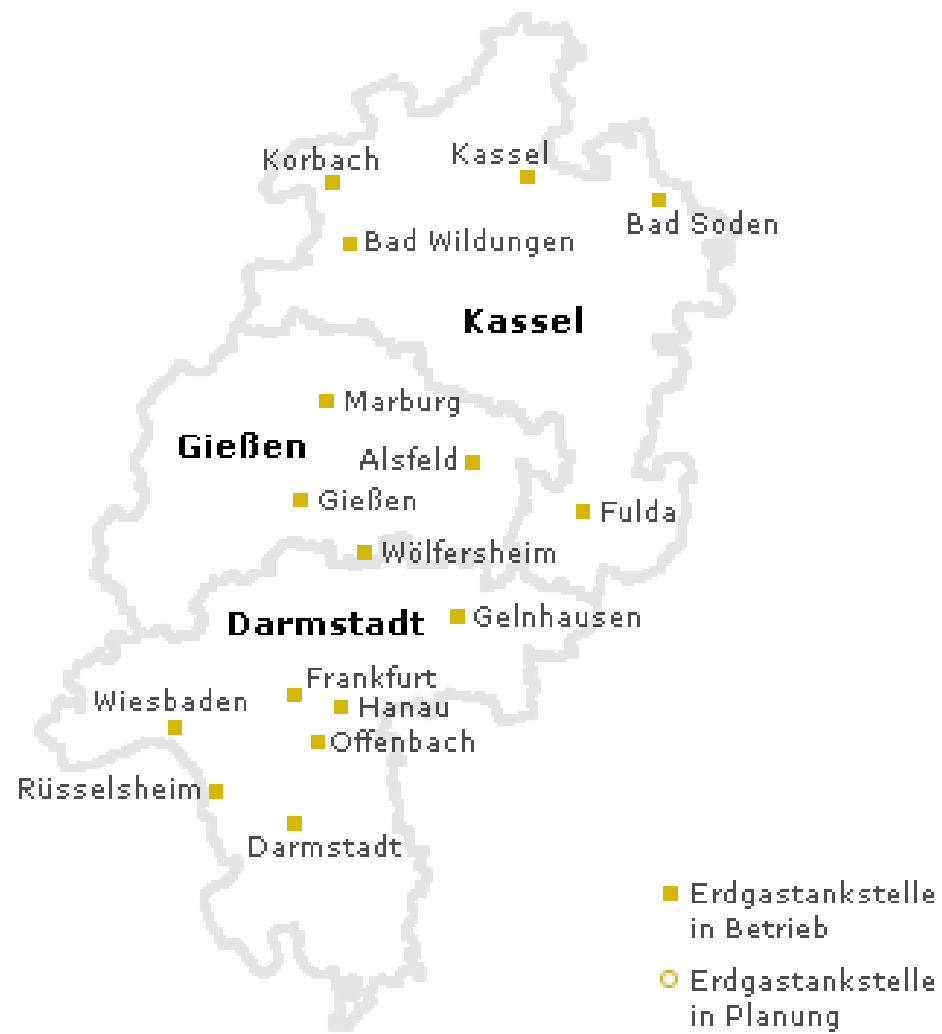 Kassel
Korbach
Bad Soden
Bad Wildungen
Kassel
Marburg
Gießen
Alsfeld
Gießen
Fulda
Wölfersheim
Gelnhausen
Darmstadt
Frankfurt
Wiesbaden
Hanau
Offenbach
Rüsselsheim
Darmstadt
Erdgastankstelle
in Betrieb
Erdgastankstelle
in Planung